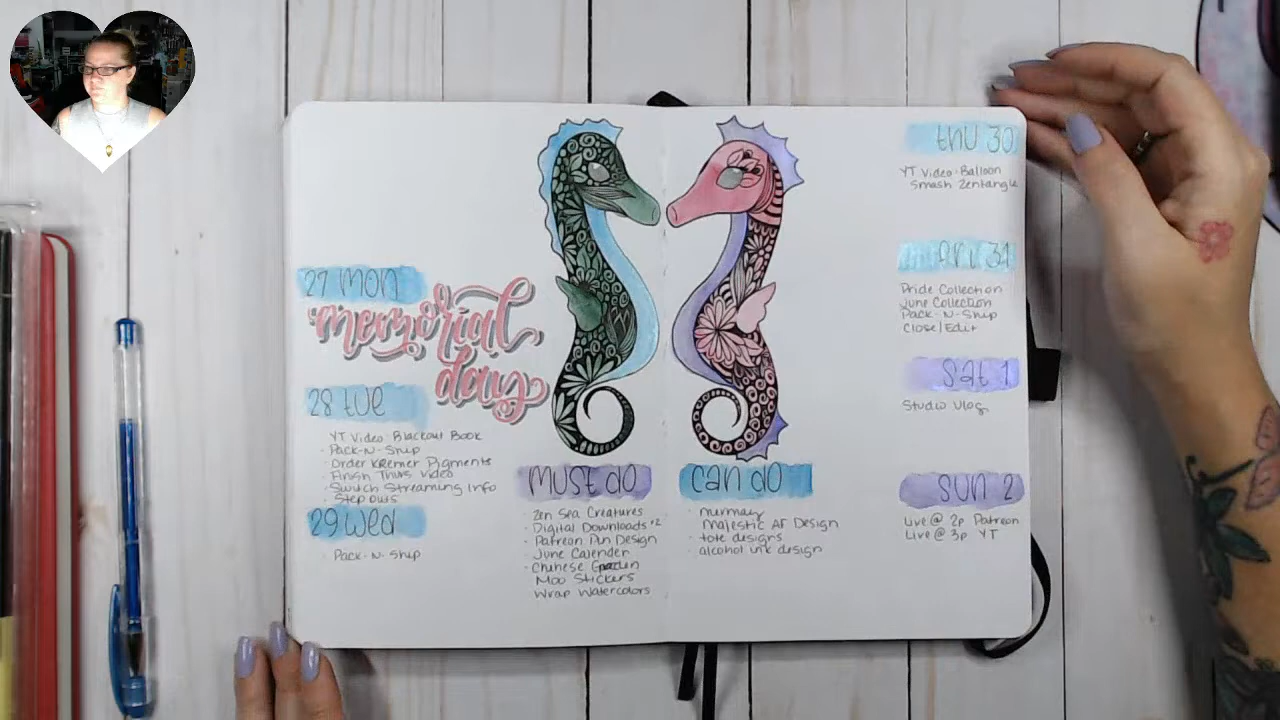 27 mon
memorial
day
28 tue
YT Video Blackout Book
· Pack-N-Ship
· Order Kremer Pigments
· Finish Thurs Video
· Switch Streaming Info
· Step outs
29 wed
· Pack-N-Ship
must do
· Zen Sea Creatures
· Digital Downloads
· Patreon Pin Design
· June Calender
· Chinese
Moo Stickers
Wrap Watercolors
can do
Majestic AF Design
· tote designs
· alcohol ink design
thu 30
YT Video Balloon
Smash Zentangle
fri 31
Pride Collection
June Collection
Pack-N-Ship
Close/Edit
sat 1
Studio Vlog
sun 2
Live @ 2p Patreon
Live @ 3p YT